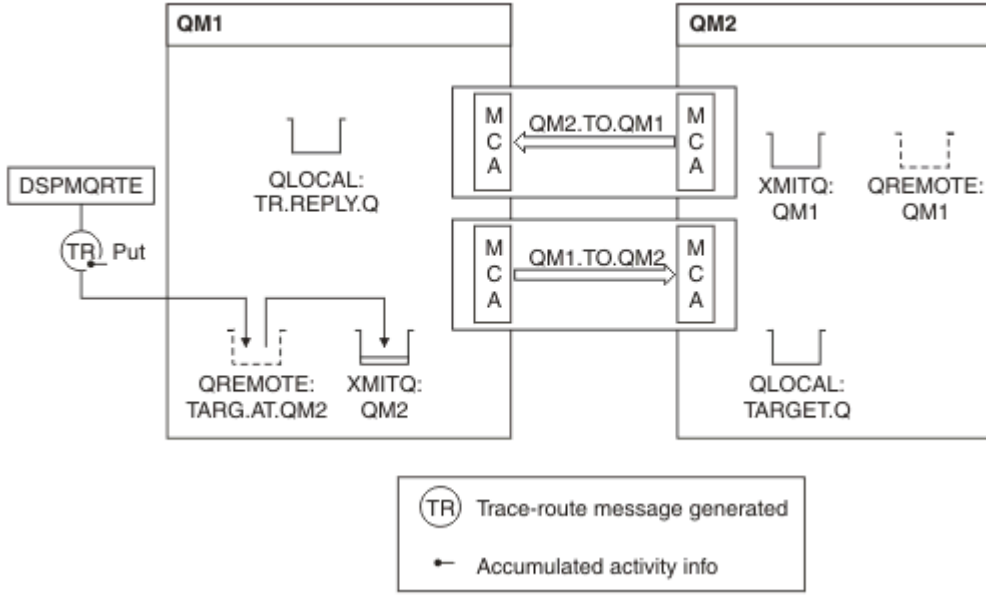 QM1
QM2
M
C
A
QM2.TO.QM1
M
C
A
QLOCAL:
TR.REPLY.Q
XMITQ:
QM1
QREMOTE:
QM1
DSPMQRTE
TR
Put
M
C
A
QM1.TO.QM2
M
C
A
QREMOTE:
TARG.AT.QM2
XMITQ:
QM2
QLOCAL:
TARGET.Q
TR Trace-route message generated
Accumulated activity info